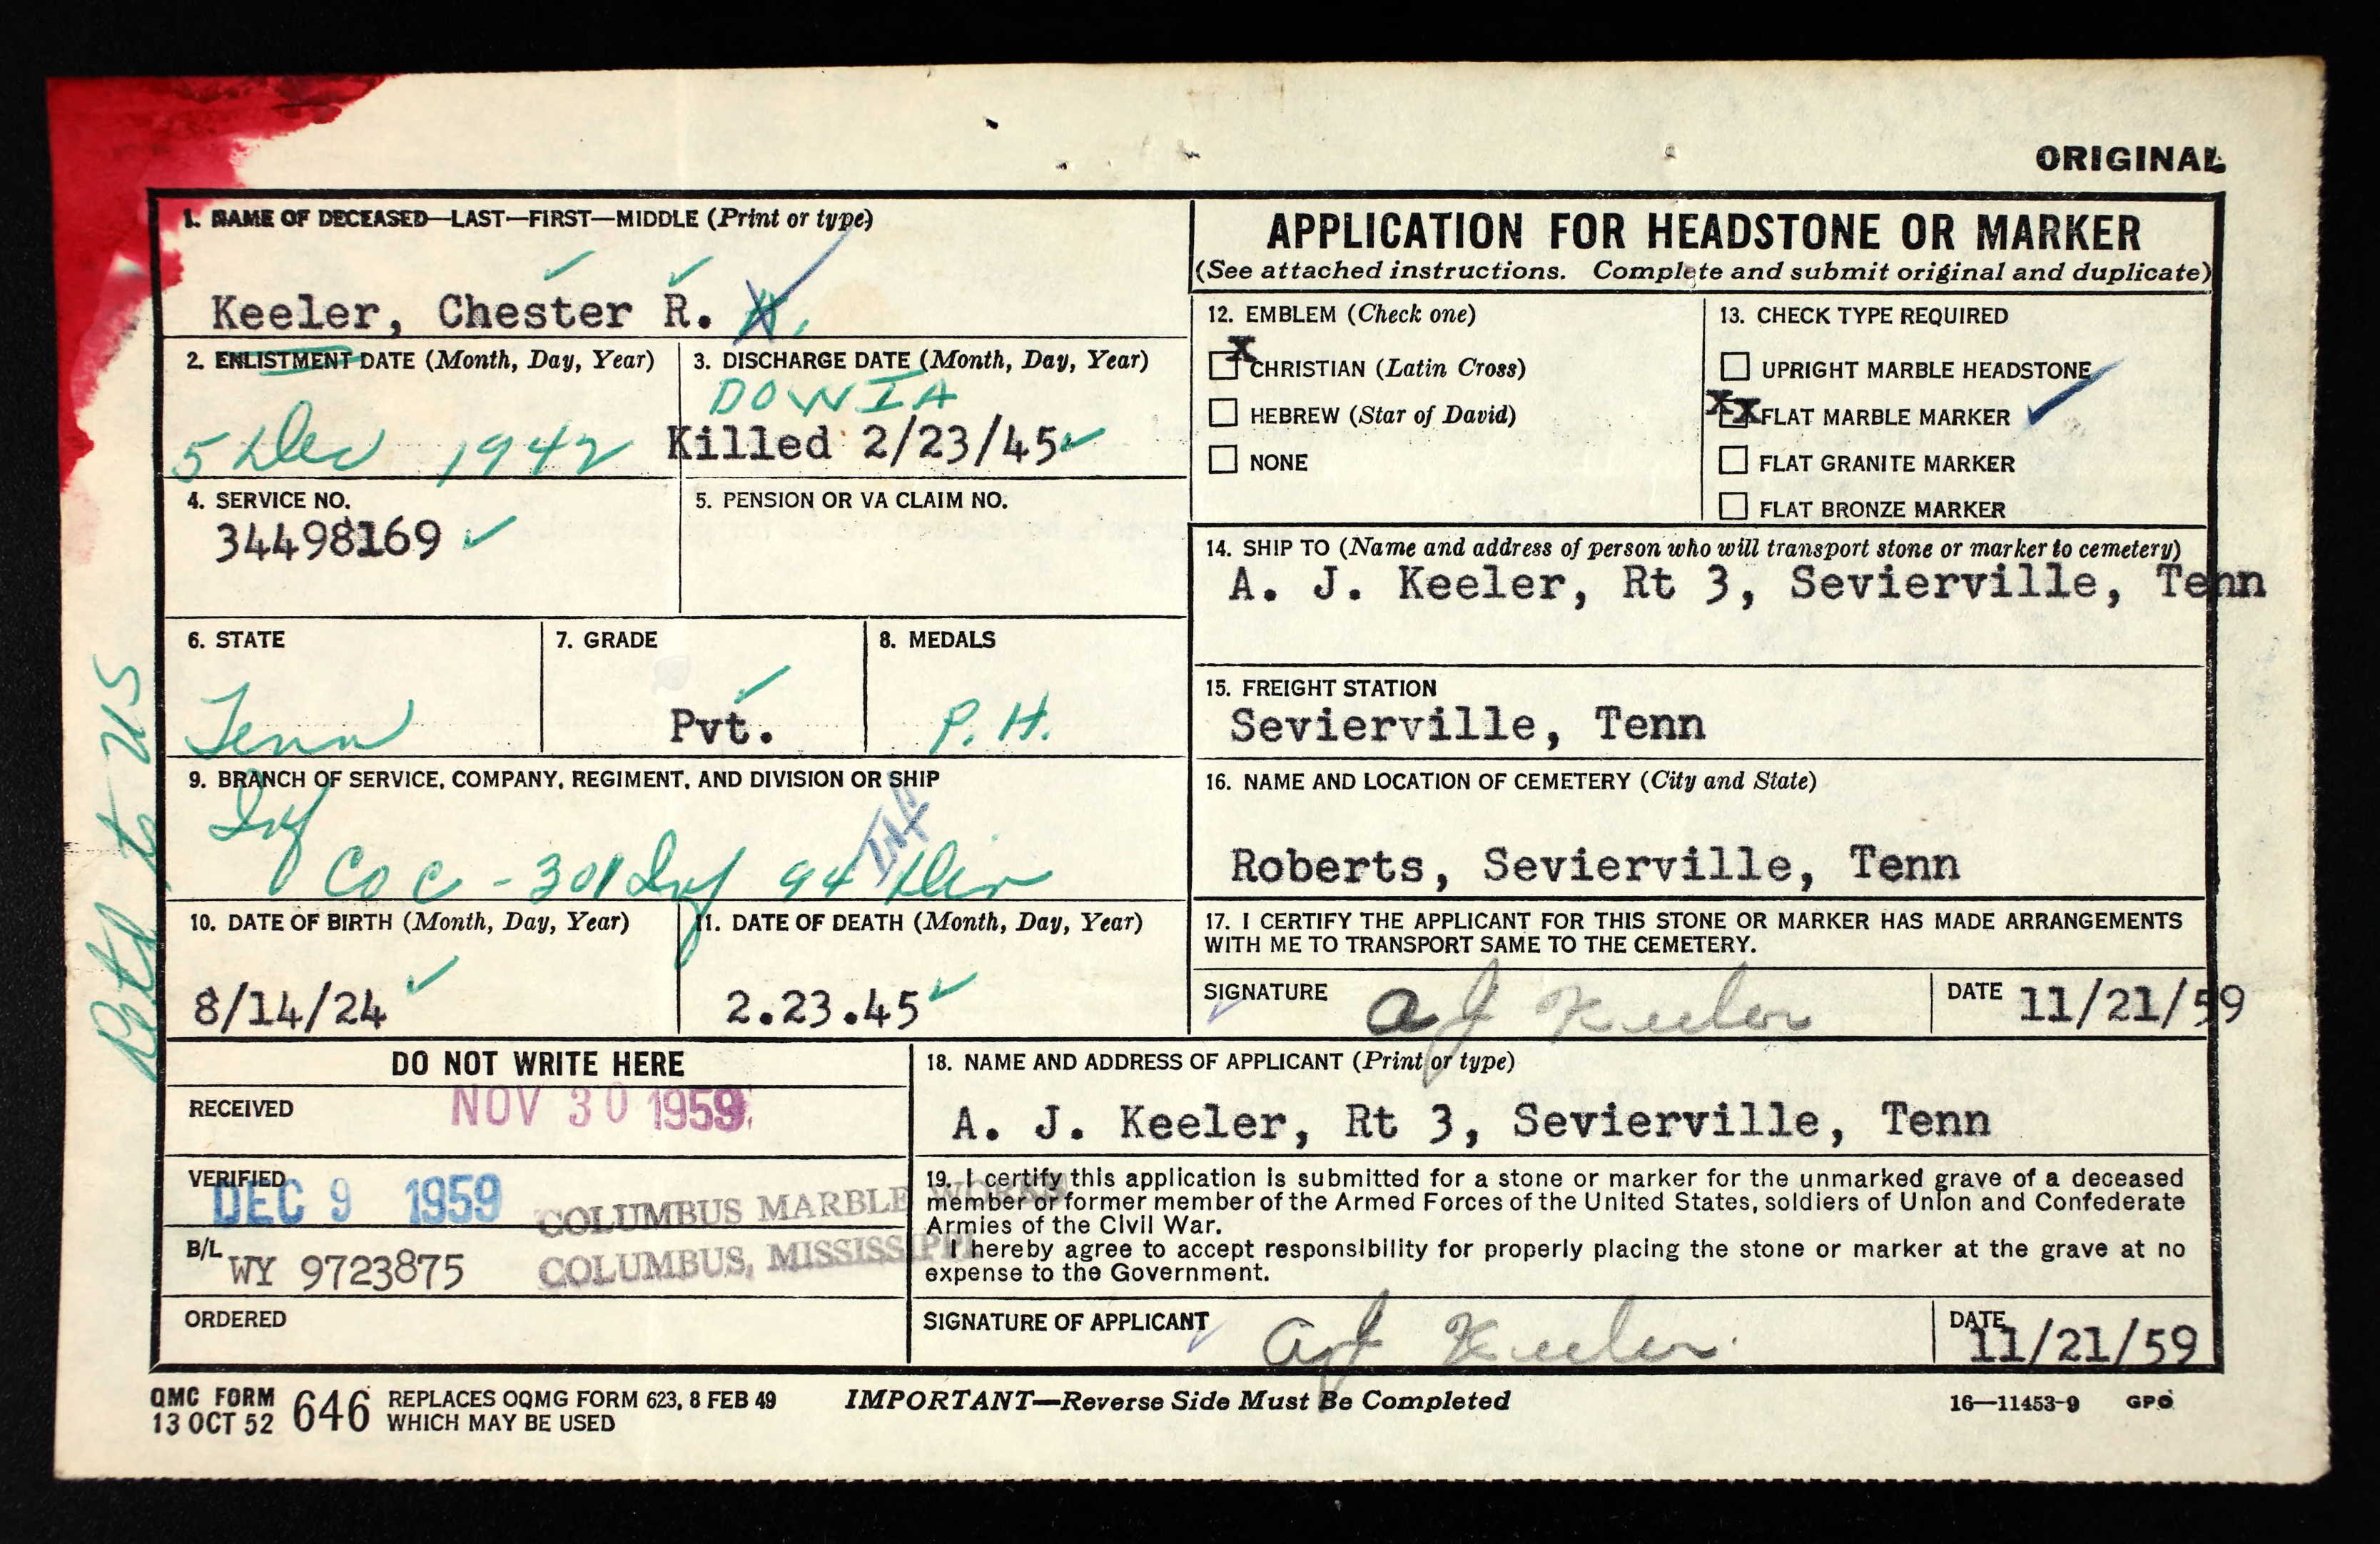 ORIGINAL
1. NAME OF DECEASED—LAST—FIRST—MIDDLE (Print or type)
Keeler, Chester R.
2. ENLISTMENT DATE (Month, Day, Year)
5 Dec 1942
3. DISCHARGE DATE (Month, Day, Year)
DOWIA
Killed 2/23/45
4. SERVICE NO.
34498169
5. PENSION OR VA CLAIM NO.
6. STATE
Tenn
7. GRADE
Pvt.
8. MEDALS
P.H.
9. BRANCH OF SERVICE, COMPANY, REGIMENT, AND DIVISION OR SHIP
Inf
Co C - 301 Inf 94 Inf Div
10. DATE OF BIRTH (Month, Day, Year)
8/14/24
11. DATE OF DEATH (Month, Day, Year)
2.23.45
APPLICATION FOR HEADSTONE OR MARKER
(See attached instructions. Complete and submit original and duplicate)
12. EMBLEM (Check one)
X CHRISTIAN (Latin Cross)
HEBREW (Star of David)
NONE
13. CHECK TYPE REQUIRED
UPRIGHT MARBLE HEADSTONE
XX FLAT MARBLE MARKER
FLAT GRANITE MARKER
FLAT BRONZE MARKER
14. SHIP TO (Name and address of person who will transport stone or marker to cemetery)
A. J. Keeler, Rt 3, Sevierville, Tenn
15. FREIGHT STATION
Sevierville, Tenn
16. NAME AND LOCATION OF CEMETERY (City and State)
Roberts, Sevierville, Tenn
17. I CERTIFY THE APPLICANT FOR THIS STONE OR MARKER HAS MADE ARRANGEMENTS
WITH ME TO TRANSPORT SAME TO THE CEMETERY.
SIGNATURE A J Keeler
DATE 11/21/59
DO NOT WRITE HERE
RECEIVED NOV 30 1959
VERIFIED DEC 9 1959
COLUMBUS MARBLE WORKS
COLUMBUS, MISSISSIPPI
B/L WY 9723875
ORDERED
18. NAME AND ADDRESS OF APPLICANT (Print or type)
A. J. Keeler, Rt 3, Sevierville, Tenn
19. I certify this application is submitted for a stone or marker for the unmarked grave of a deceased
member or former member of the Armed Forces of the United States, soldiers of Union and Confederate
Armies of the Civil War.
I hereby agree to accept responsibility for properly placing the stone or marker at the grave at no
expense to the Government.
SIGNATURE OF APPLICANT A J Keeler
DATE 11/21/59
QMC FORM
13 OCT 52 646 REPLACES OQMG FORM 623, 8 FEB 49
WHICH MAY BE USED
IMPORTANT—Reverse Side Must Be Completed
16—11453-9 GPO
Retd to US